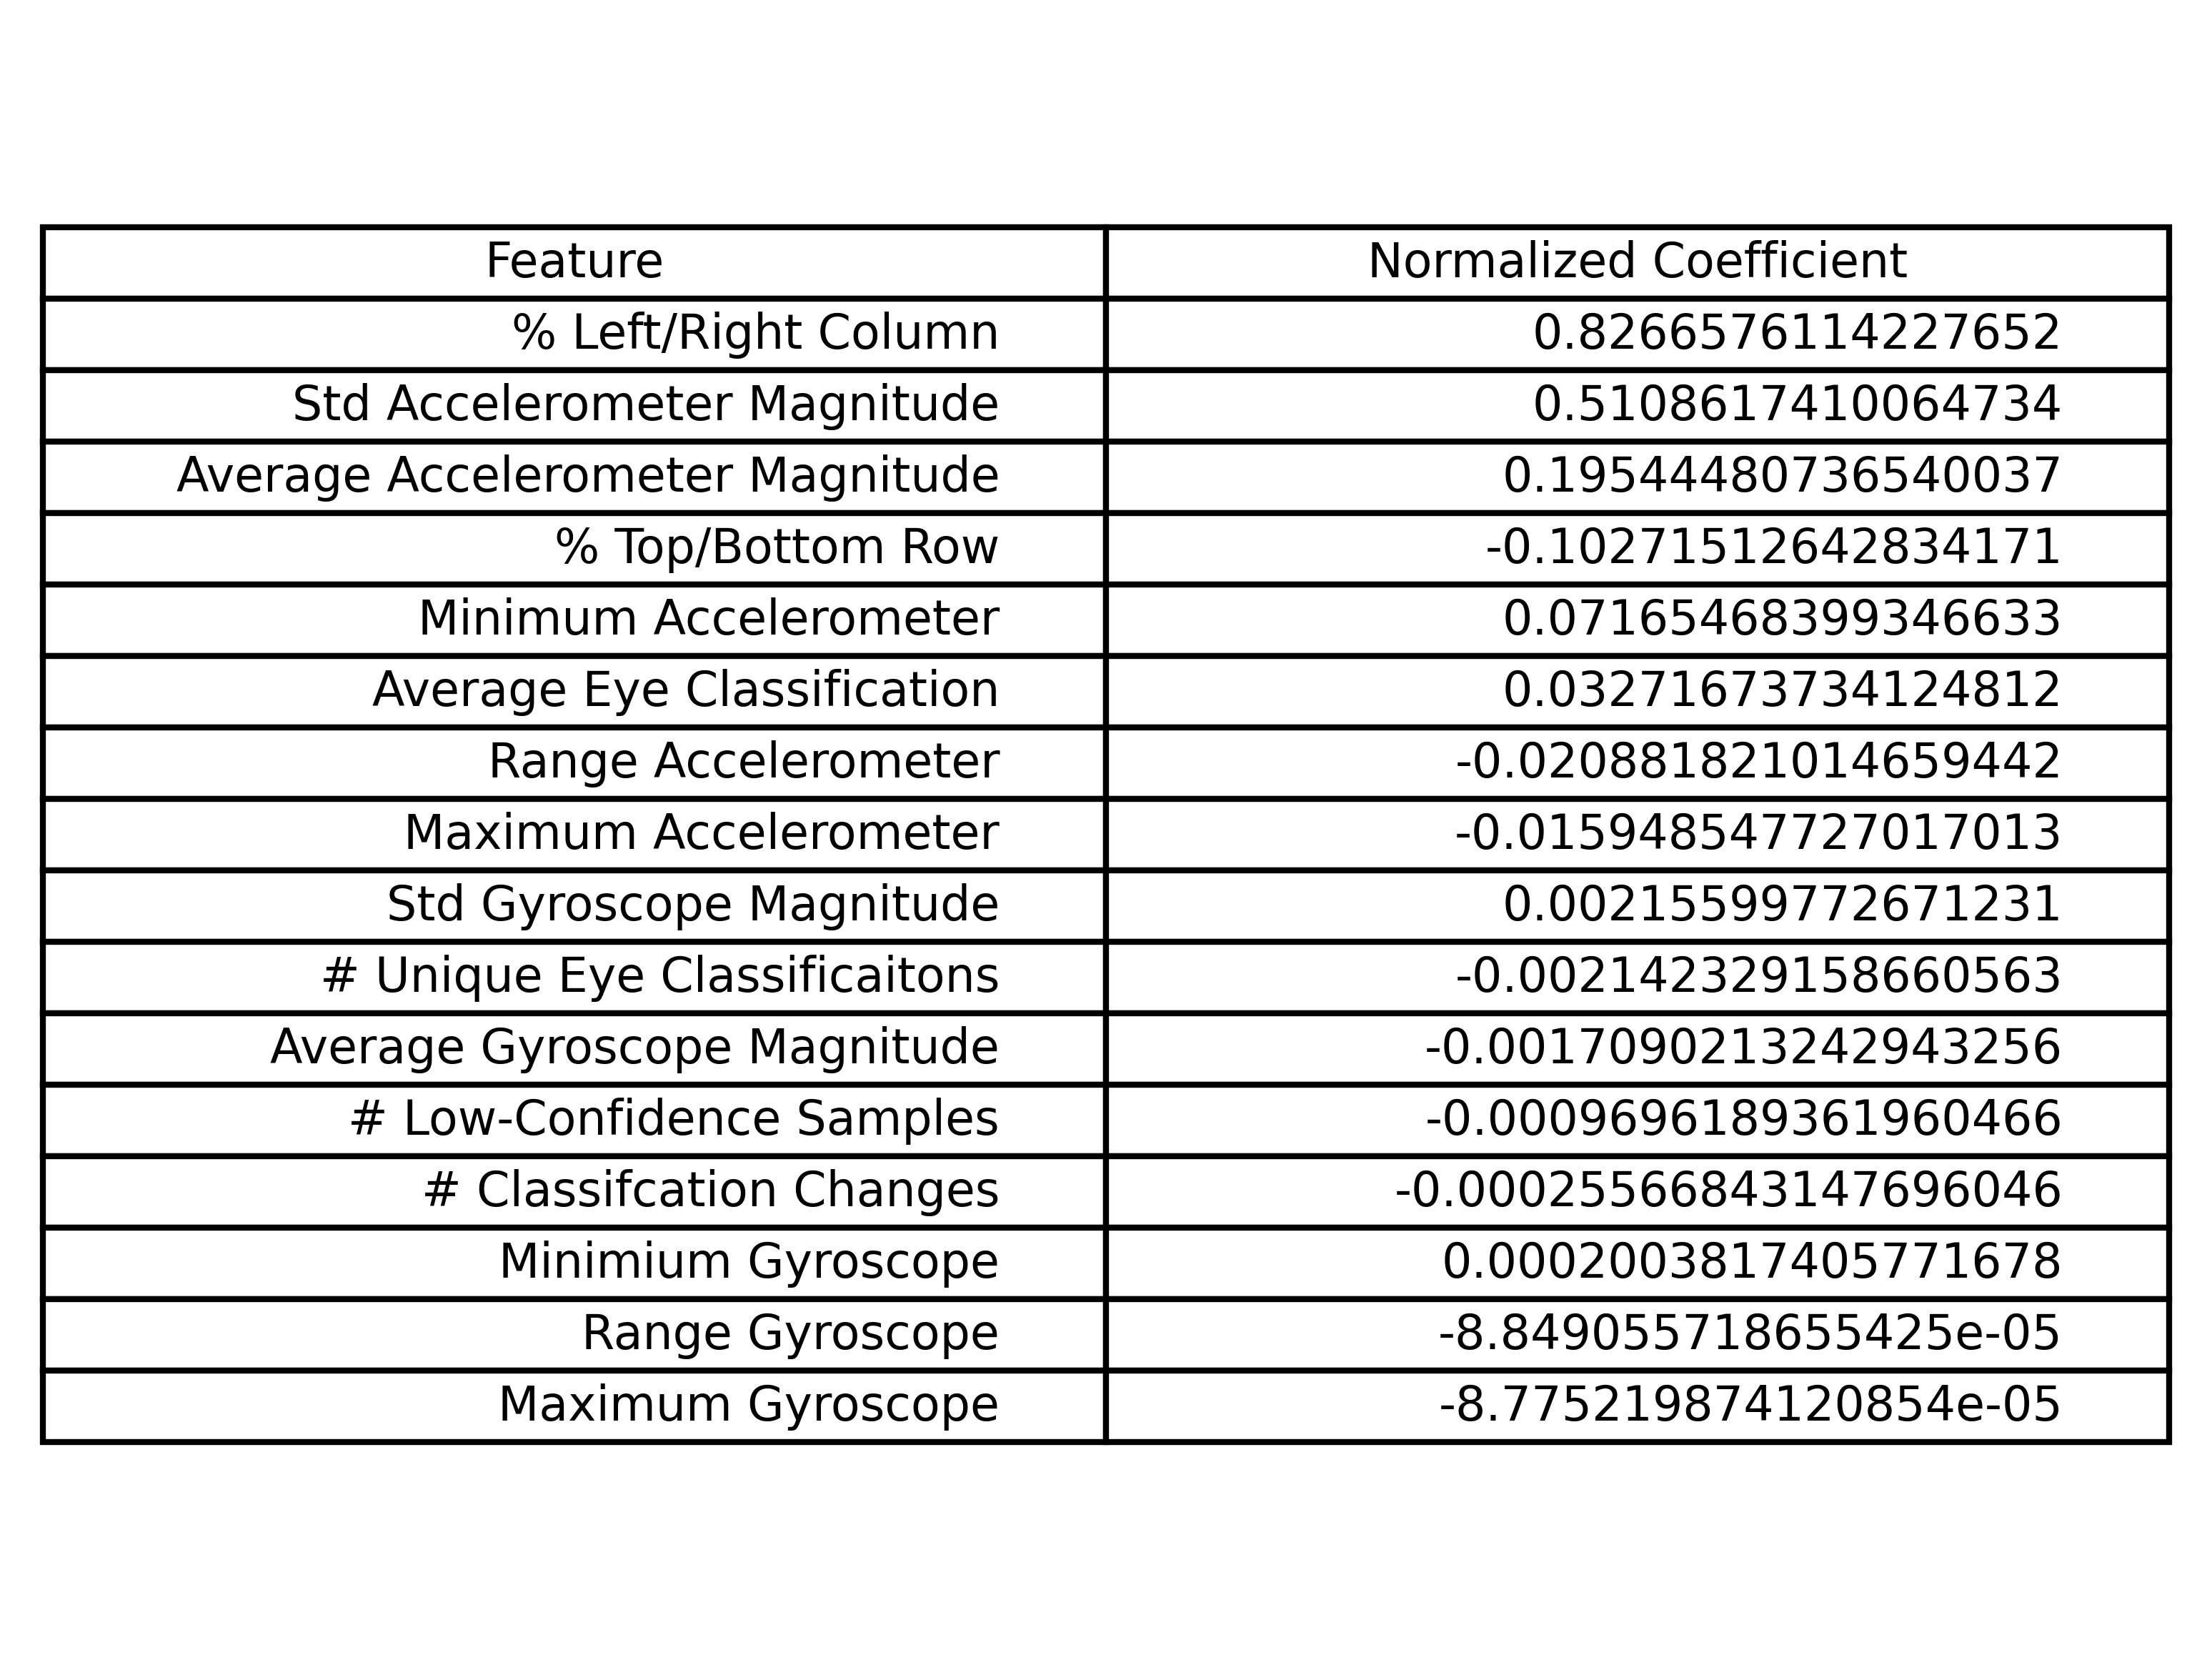 Feature Normalized Coefficient
% Left/Right Column 0.8266576114227652
Std Accelerometer Magnitude 0.5108617410064734
Average Accelerometer Magnitude 0.19544480736540037
% Top/Bottom Row -0.10271512642834171
Minimum Accelerometer 0.07165468399346633
Average Eye Classification 0.03271673734124812
Range Accelerometer -0.020881821014659442
Maximum Accelerometer -0.015948547727017013
Std Gyroscope Magnitude 0.00215599772671231
# Unique Eye Classificaitons -0.002142329158660563
Average Gyroscope Magnitude -0.0017090213242943256
# Low-Confidence Samples -0.0009696189361960466
# Classifcation Changes -0.00025566843147696046
Minimium Gyroscope 0.0002003817405771678
Range Gyroscope -8.849055718655425e-05
Maximum Gyroscope -8.775219874120854e-05